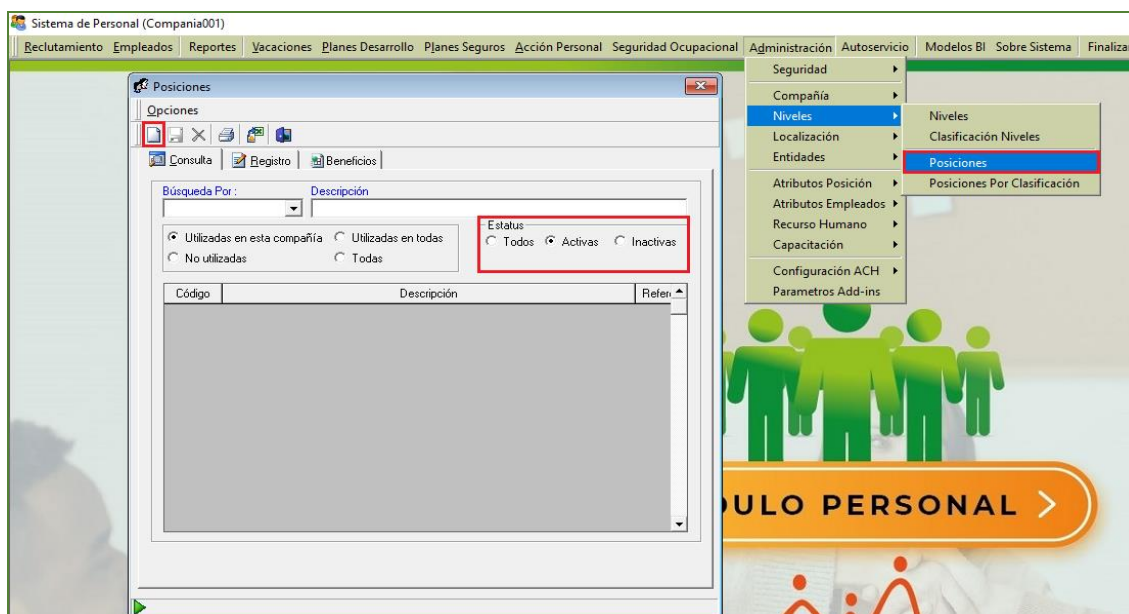 Sistema de Personal (Compania001)
Reclutamiento Empleados Reportes Vacaciones Planes Desarrollo Planes Seguros Acción Personal Seguridad Ocupacional Administración Autoservicio Modelos BI Sobre Sistema Finaliza
Posiciones
Opciones
Consulta Registro Beneficios
Búsqueda Por : Descripción
Utilizadas en esta compañía Utilizadas en todas
No utilizadas Todas
Estatus
Todos Activas Inactivas
Código Descripción Refer
Seguridad
Compañía
Niveles
Localización
Entidades
Atributos Posición
Atributos Empleados
Recurso Humano
Capacitación
Configuración ACH
Parametros Add-ins
Niveles
Clasificación Niveles
Posiciones
Posiciones Por Clasificación
ULO PERSONAL